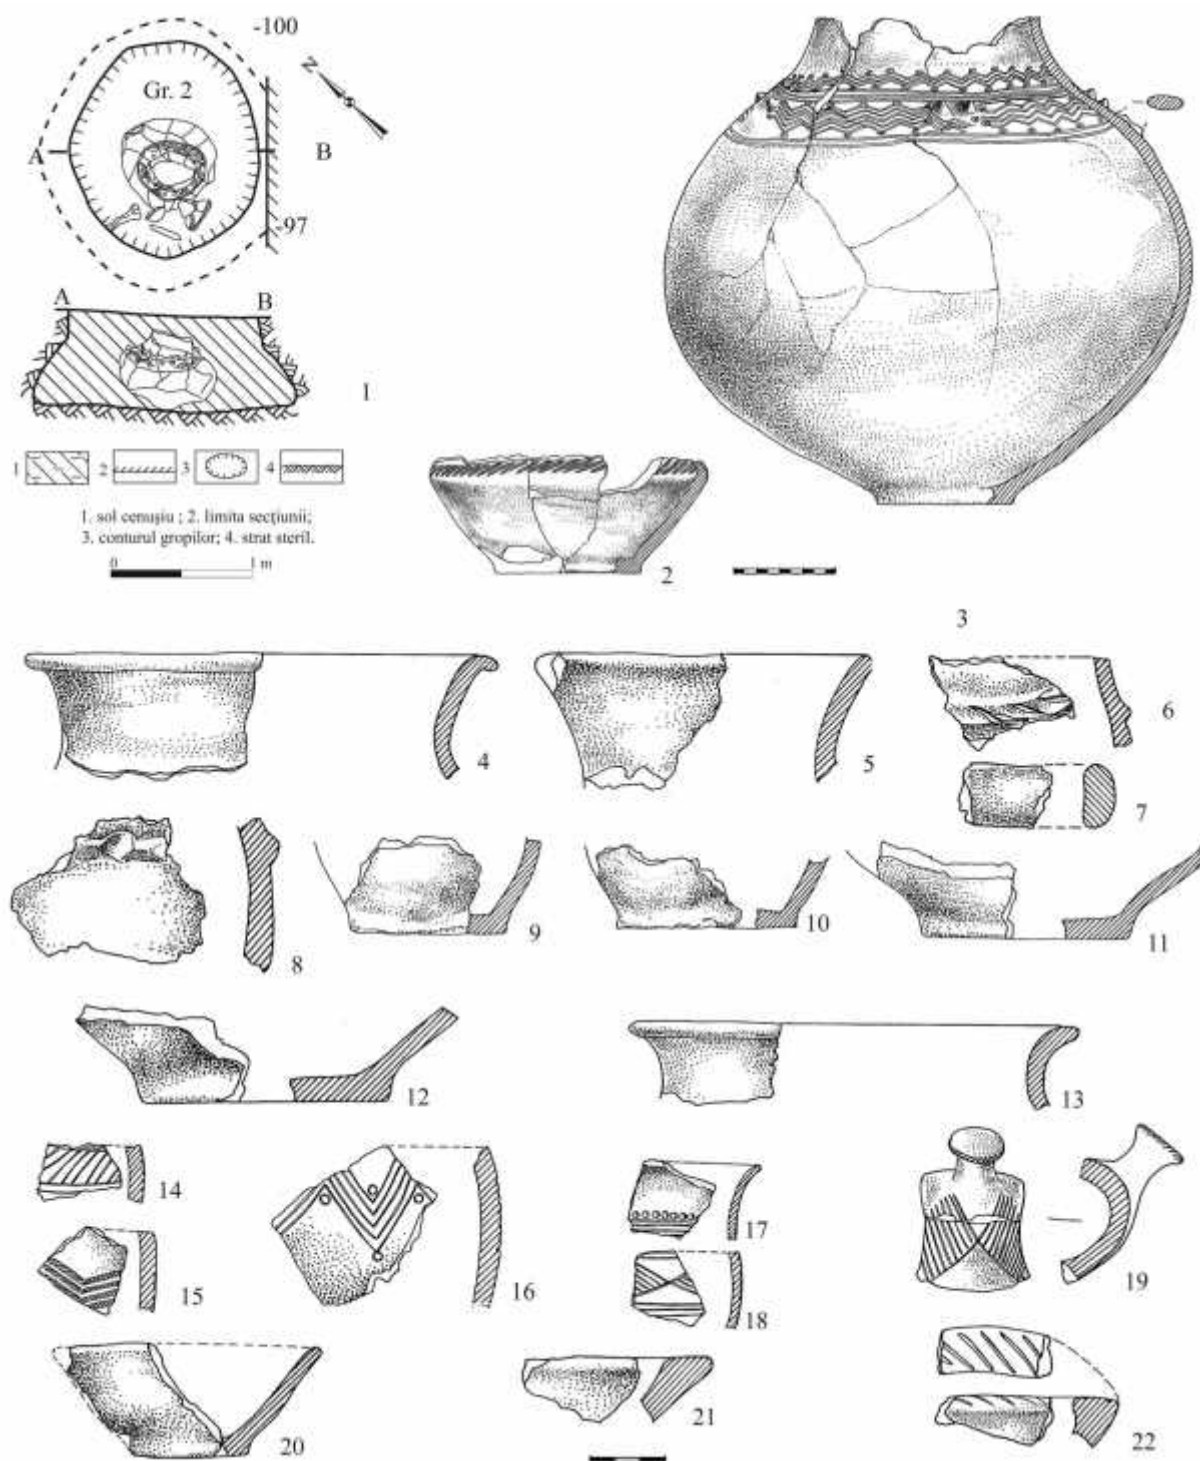 -100
N
Gr. 2
A B
-97
A B
1
1 2 3 4
1. sol cenuşiu ; 2. limita secţiunii;
3. conturul gropilor; 4. strat steril.
0 1 m
2
3
4 5 6
7
8 9 10 11
12 13
14 15 16 17 18 19
20 21 22